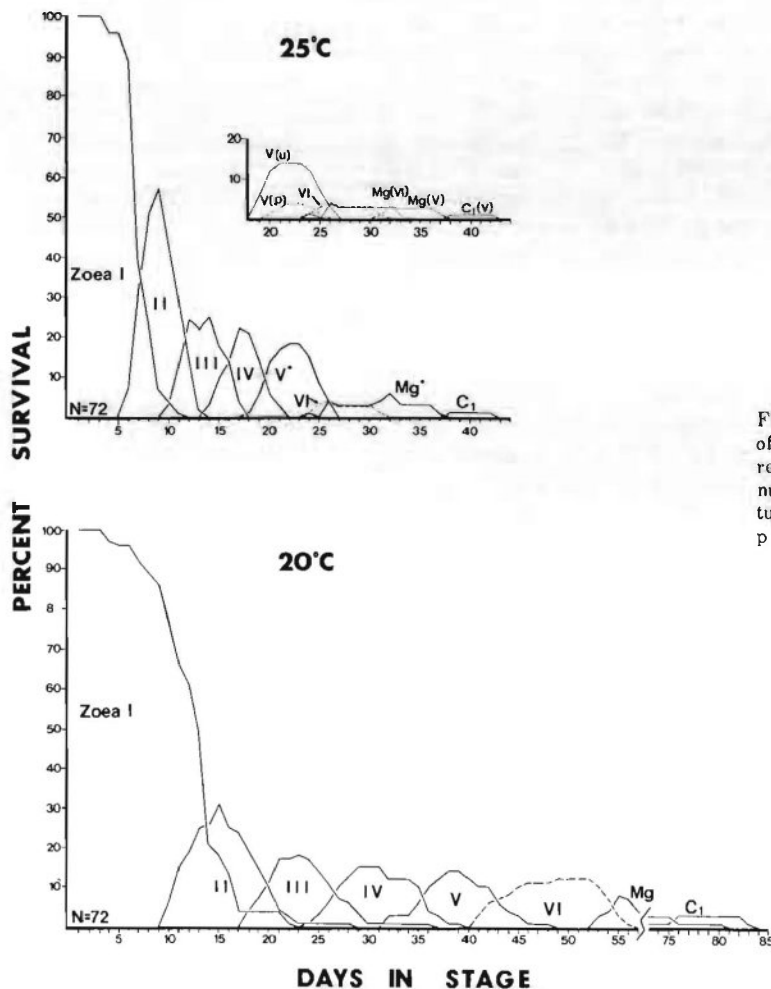 25°C
100
90
80
70
60
50
40
30
20
10
Zoea I
II
III
IV
V*
VI
Mg*
C1
N=72
5 10 15 20 25 30 35 40
20
10
V(u)
V(p)
VI
Mg(VI)
Mg(V)
C1(V)
20 25 30 35 40
PERCENT SURVIVAL
F
of
re
nu
tu
p
20°C
100
90
8
70
60
50
40
30
20
10
Zoea I
II
III
IV
V
VI
Mg
C1
N=72
5 10 15 20 25 30 35 40 45 50 55 75 80 85
DAYS IN STAGE